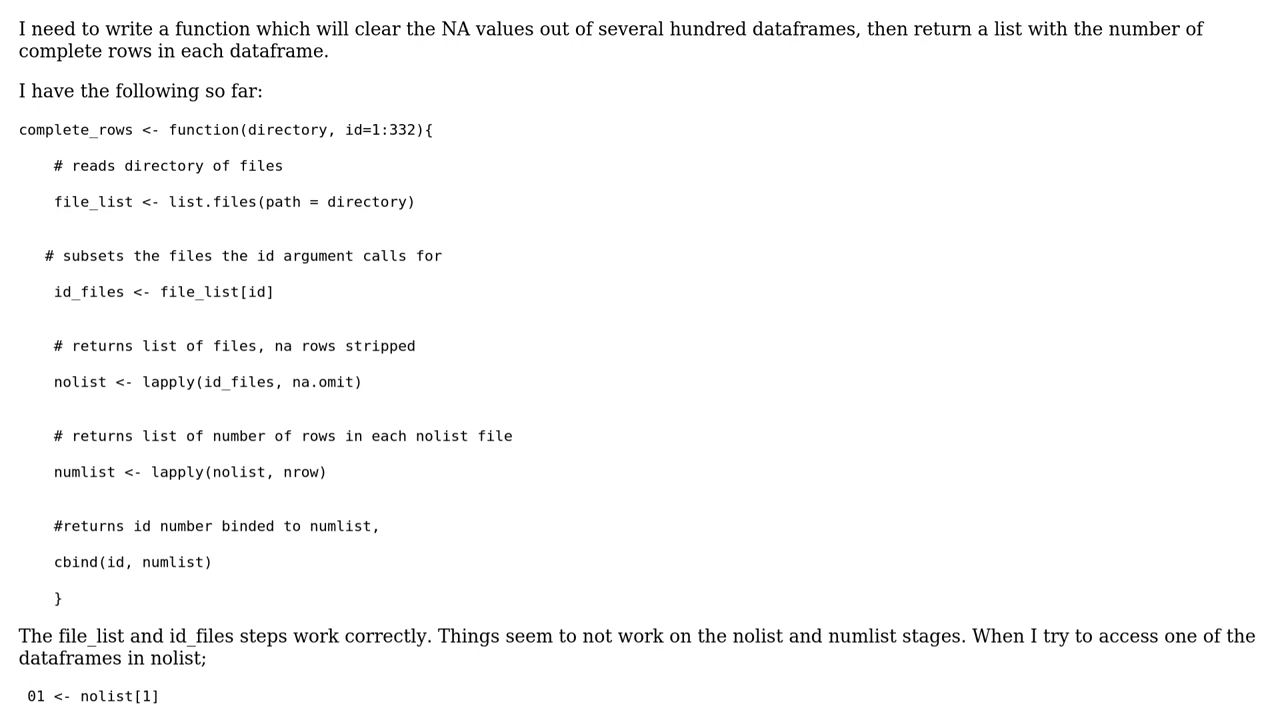 I need to write a function which will clear the NA values out of several hundred dataframes, then return a list with the number of
complete rows in each dataframe.
I have the following so far:
complete_rows <- function(directory, id=1:332){
# reads directory of files
file_list <- list.files(path = directory)
# subsets the files the id argument calls for
id_files <- file_list[id]
# returns list of files, na rows stripped
nolist <- lapply(id_files, na.omit)
# returns list of number of rows in each nolist file
numlist <- lapply(nolist, nrow)
#returns id number binded to numlist,
cbind(id, numlist)
}
The file_list and id_files steps work correctly. Things seem to not work on the nolist and numlist stages. When I try to access one of the
dataframes in nolist;
01 <- nolist[1]